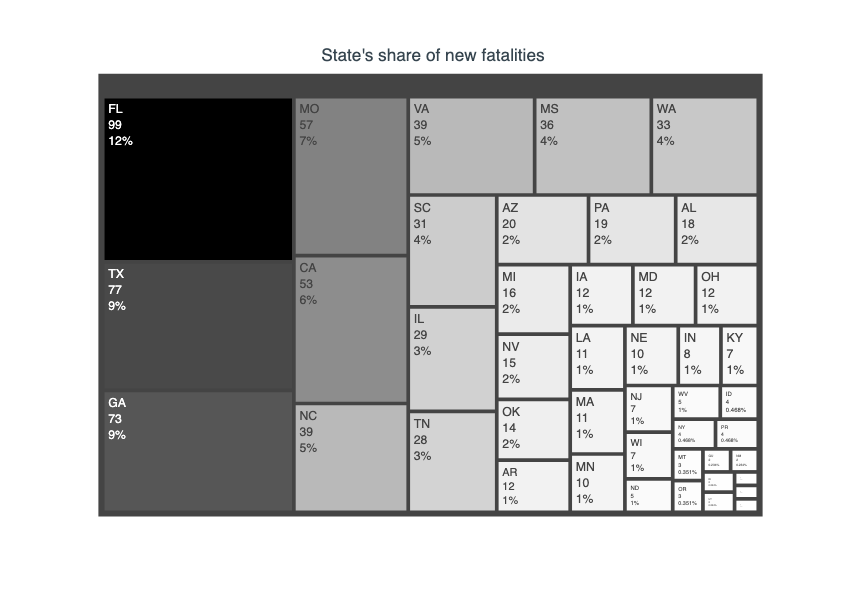 State's share of new fatalities
FL
99
12%
TX
77
9%
GA
73
9%
MO
57
7%
CA
53
6%
NC
39
5%
VA
39
5%
MS
36
4%
WA
33
4%
SC
31
4%
IL
29
3%
TN
28
3%
AZ
20
2%
PA
19
2%
AL
18
2%
MI
16
2%
NV
15
2%
OK
14
2%
AR
12
1%
IA
12
1%
MD
12
1%
OH
12
1%
LA
11
1%
MA
11
1%
MN
10
1%
NE
10
1%
IN
8
1%
KY
7
1%
NJ
7
1%
WI
7
1%
ND
5
1%
WV
5
1%
ID
4
0.468%
NY
4
0.468%
PR
4
0.468%
MT
3
0.351%
OR
3
0.351%